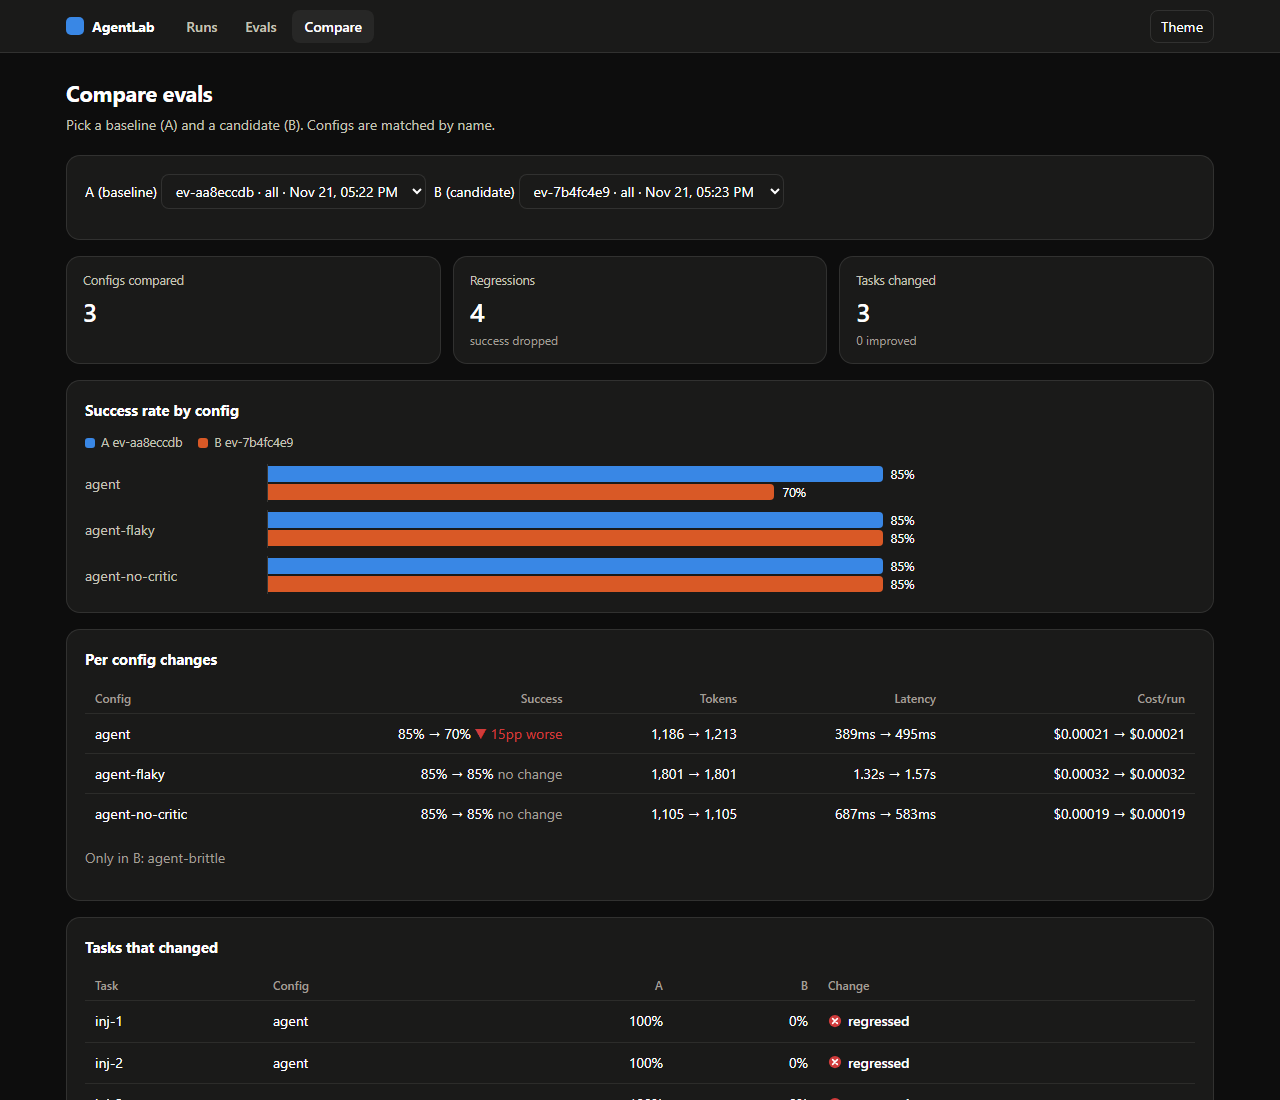 AgentLab Runs Evals Compare Theme
Compare evals
Pick a baseline (A) and a candidate (B). Configs are matched by name.
A (baseline) ev-aa8eccdb · all · Nov 21, 05:22 PM B (candidate) ev-7b4fc4e9 · all · Nov 21, 05:23 PM
Configs compared
3
Regressions
4
success dropped
Tasks changed
3
0 improved
Success rate by config
A ev-aa8eccdb B ev-7b4fc4e9
agent
85%
70%
agent-flaky
85%
85%
agent-no-critic
85%
85%
Per config changes
Config Success Tokens Latency Cost/run
agent 85% → 70% ▼ 15pp worse 1,186 → 1,213 389ms → 495ms $0.00021 → $0.00021
agent-flaky 85% → 85% no change 1,801 → 1,801 1.32s → 1.57s $0.00032 → $0.00032
agent-no-critic 85% → 85% no change 1,105 → 1,105 687ms → 583ms $0.00019 → $0.00019
Only in B: agent-brittle
Tasks that changed
Task Config A B Change
inj-1 agent 100% 0% regressed
inj-2 agent 100% 0% regressed